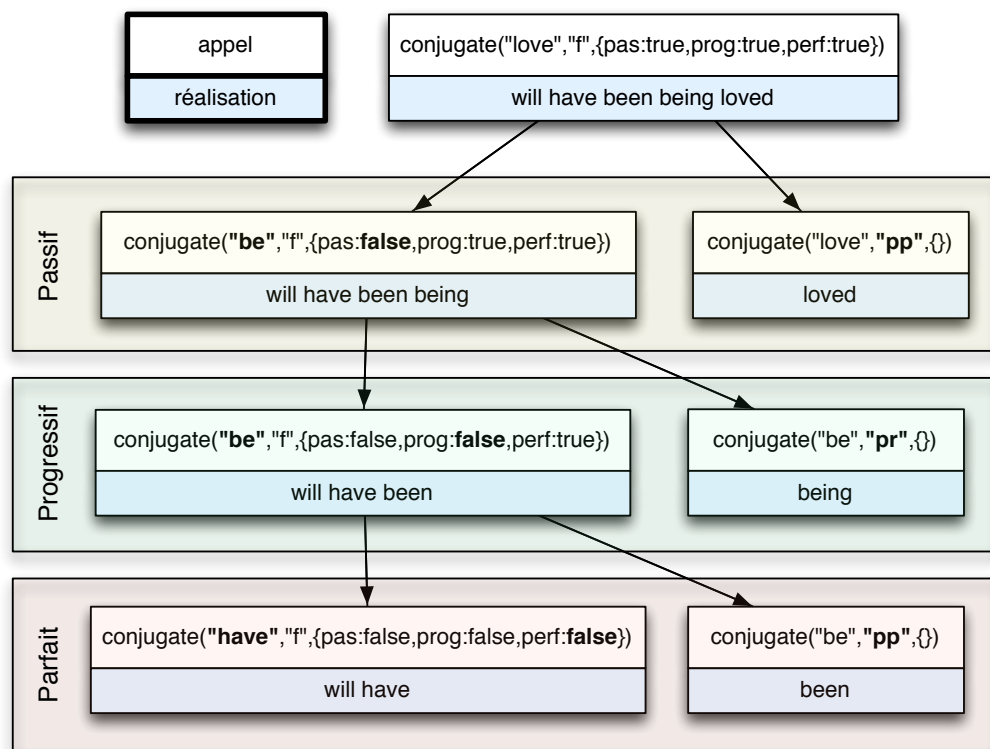 appel
réalisation
conjugate("love","f",{pas:true,prog:true,perf:true})
will have been being loved
Passif
conjugate("be","f",{pas:false,prog:true,perf:true})
will have been being
conjugate("love","pp",{})
loved
Progressif
conjugate("be","f",{pas:false,prog:false,perf:true})
will have been
conjugate("be","pr",{})
being
Parfait
conjugate("have","f",{pas:false,prog:false,perf:false})
will have
conjugate("be","pp",{})
been